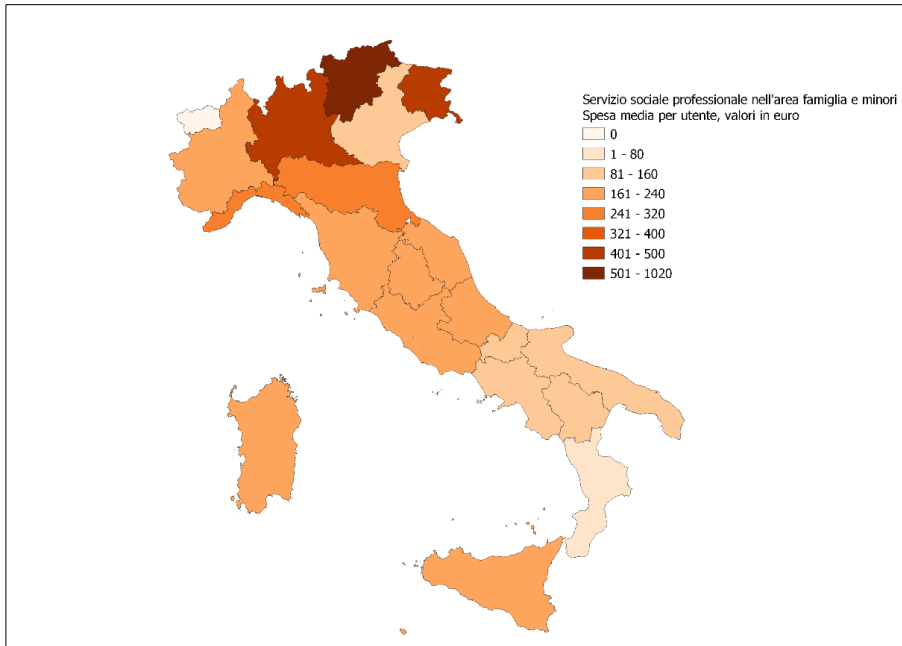 Servizio sociale professionale nell'area famiglia e minori
Spesa media per utente, valori in euro
0
1 - 80
81 - 160
161 - 240
241 - 320
321 - 400
401 - 500
501 - 1020